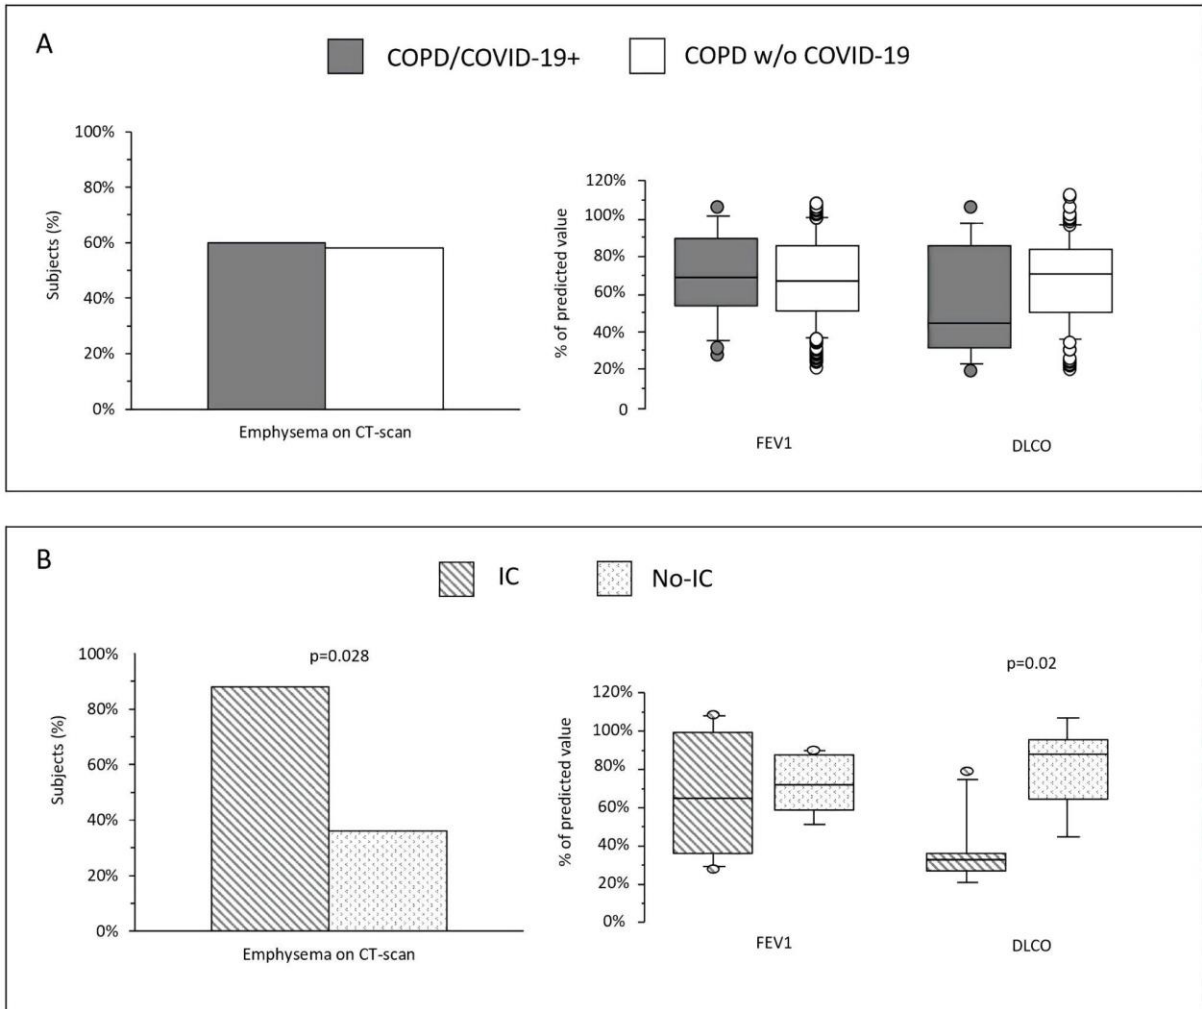 A
COPD/COVID-19+
COPD w/o COVID-19
Subjects (%)
100%
80%
60%
40%
20%
0%
Emphysema on CT-scan
% of predicted value
120%
100%
80%
60%
40%
20%
0
FEV1
DLCO
B
IC
No-IC
Subjects (%)
100%
80%
60%
40%
20%
0%
p=0.028
Emphysema on CT-scan
% of predicted value
120%
100%
80%
60%
40%
20%
0%
p=0.02
FEV1
DLCO